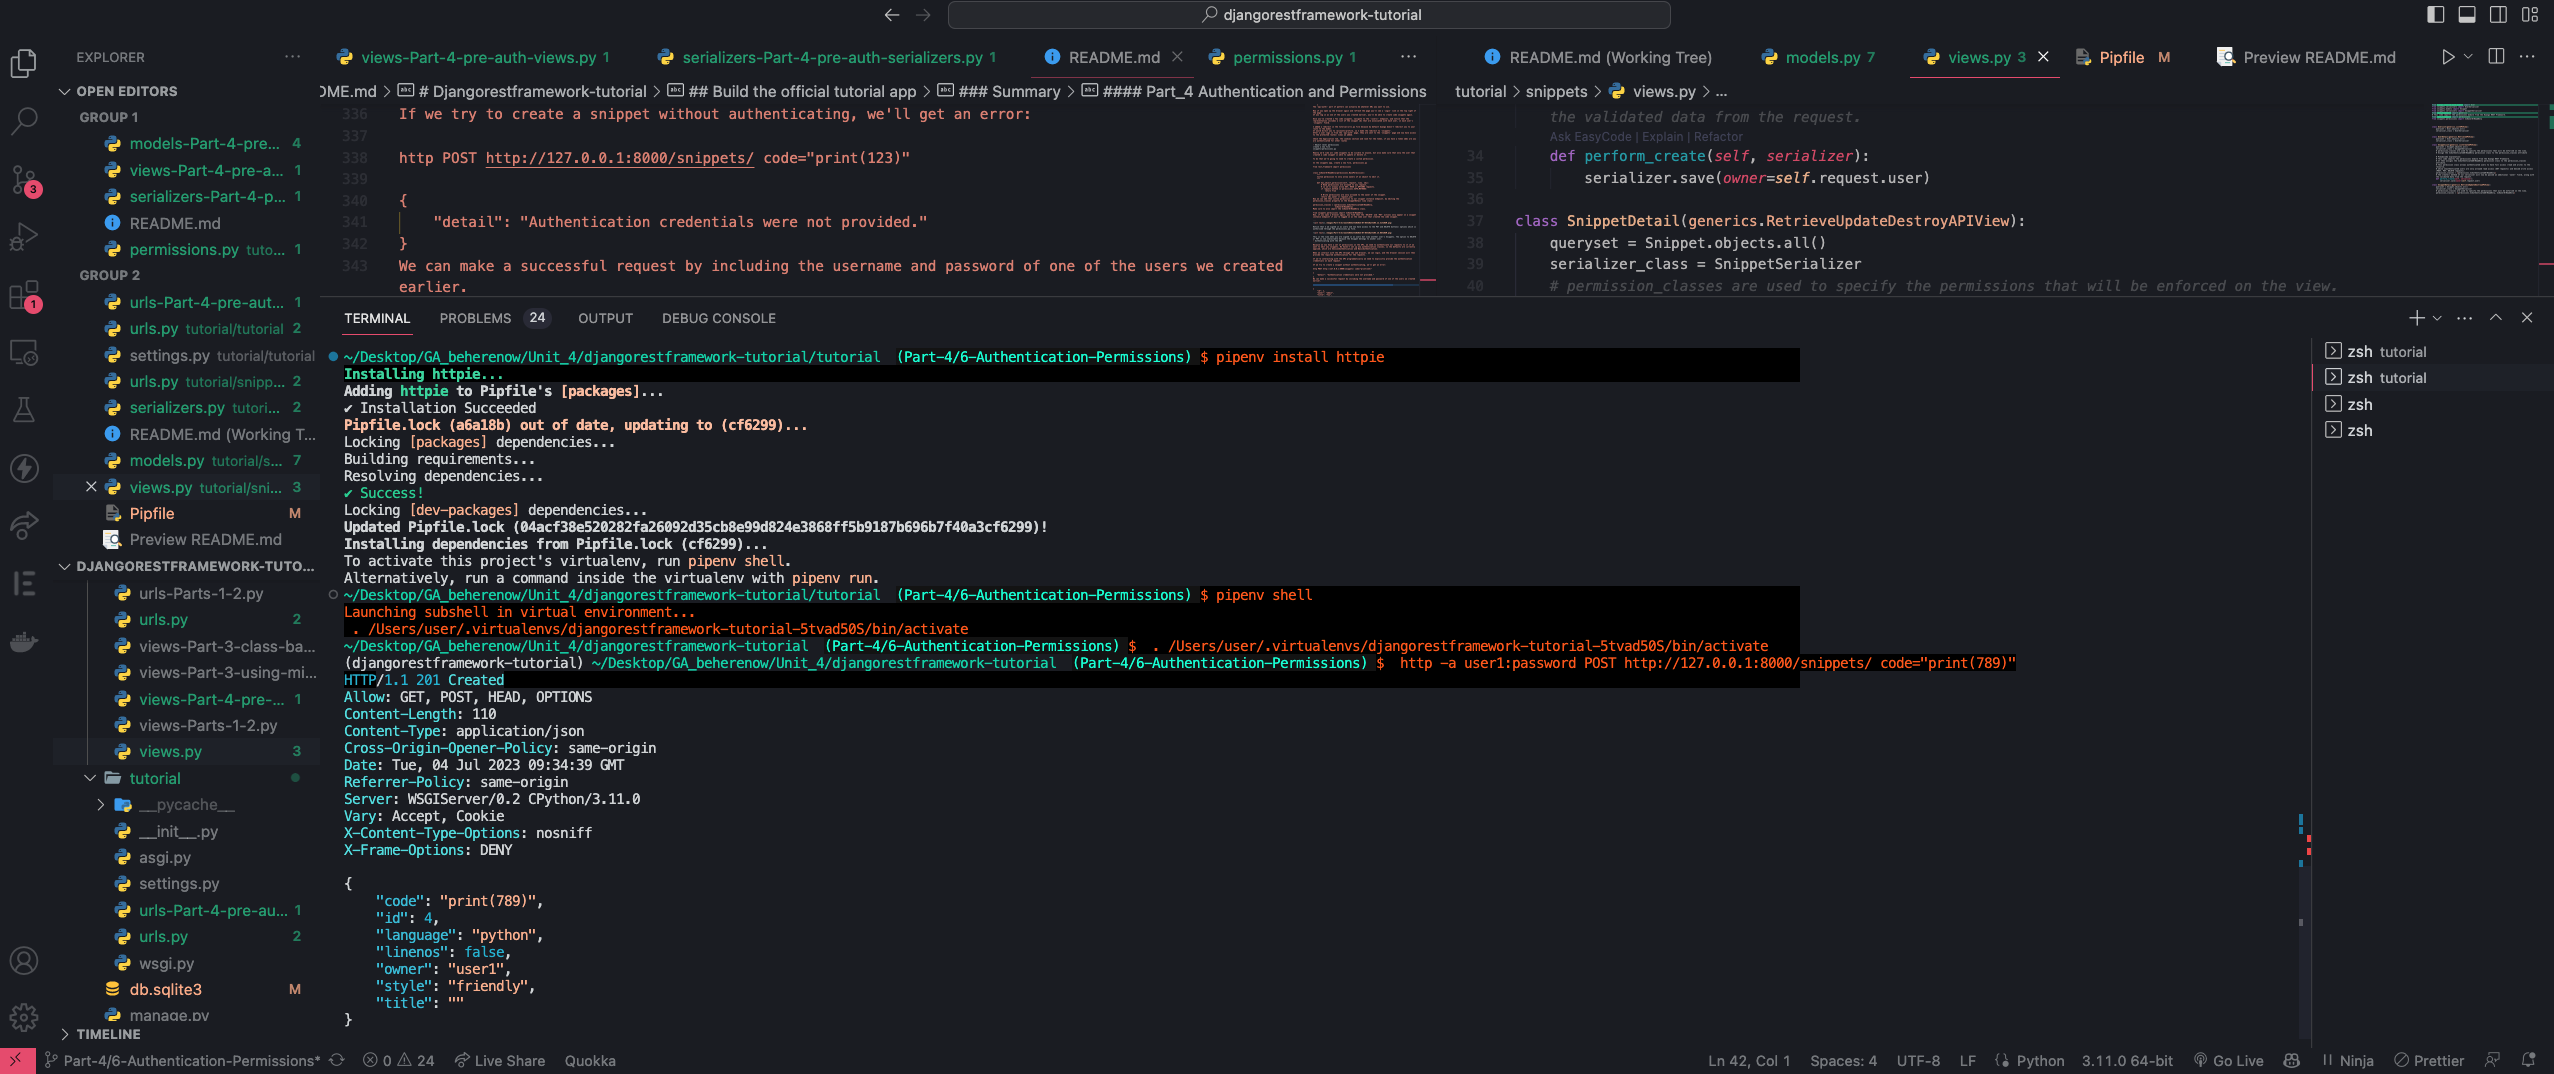 djangorestframework-tutorial
EXPLORER
OPEN EDITORS
GROUP 1
models-Part-4-pre... 4
views-Part-4-pre-a... 1
serializers-Part-4-p... 1
README.md
permissions.py tuto... 1
GROUP 2
urls-Part-4-pre-aut... 1
urls.py tutorial/tutorial 2
settings.py tutorial/tutorial
urls.py tutorial/snipp... 2
serializers.py tutori... 2
README.md (Working T...
models.py tutorial/s... 7
views.py tutorial/sni... 3
Pipfile M
Preview README.md
DJANGORESTFRAMEWORK-TUTO...
urls-Parts-1-2.py
urls.py 2
views-Part-3-class-ba...
views-Part-3-using-mi...
views-Part-4-pre-... 1
views-Parts-1-2.py
views.py 3
tutorial
__pycache__
__init__.py
asgi.py
settings.py
urls-Part-4-pre-au... 1
urls.py 2
wsgi.py
db.sqlite3 M
manage.py
TIMELINE
3
1
views-Part-4-pre-auth-views.py 1 serializers-Part-4-pre-auth-serializers.py 1 README.md permissions.py 1 ...
OME.md > # Djangorestframework-tutorial > ## Build the official tutorial app > ### Summary > #### Part_4 Authentication and Permissions
336 If we try to create a snippet without authenticating, we'll get an error:
337
338 http POST http://127.0.0.1:8000/snippets/ code="print(123)"
339
340 {
341 "detail": "Authentication credentials were not provided."
342 }
343 We can make a successful request by including the username and password of one of the users we created
earlier.
README.md (Working Tree) models.py 7 views.py 3 Pipfile M Preview README.md
tutorial > snippets > views.py > ...
the validated data from the request.
Ask EasyCode | Explain | Refactor
34 def perform_create(self, serializer):
35 serializer.save(owner=self.request.user)
36
37 class SnippetDetail(generics.RetrieveUpdateDestroyAPIView):
38 queryset = Snippet.objects.all()
39 serializer_class = SnippetSerializer
40 # permission_classes are used to specify the permissions that will be enforced on the view.
TERMINAL PROBLEMS 24 OUTPUT DEBUG CONSOLE
~/Desktop/GA_beherenow/Unit_4/djangorestframework-tutorial/tutorial (Part-4/6-Authentication-Permissions) $ pipenv install httpie
Installing httpie...
Adding httpie to Pipfile's [packages]...
✔ Installation Succeeded
Pipfile.lock (a6a18b) out of date, updating to (cf6299)...
Locking [packages] dependencies...
Building requirements...
Resolving dependencies...
✔ Success!
Locking [dev-packages] dependencies...
Updated Pipfile.lock (04acf38e520282fa26092d35cb8e99d824e3868ff5b9187b696b7f40a3cf6299)!
Installing dependencies from Pipfile.lock (cf6299)...
To activate this project's virtualenv, run pipenv shell.
Alternatively, run a command inside the virtualenv with pipenv run.
~/Desktop/GA_beherenow/Unit_4/djangorestframework-tutorial/tutorial (Part-4/6-Authentication-Permissions) $ pipenv shell
Launching subshell in virtual environment...
. /Users/user/.virtualenvs/djangorestframework-tutorial-5tvad50S/bin/activate
~/Desktop/GA_beherenow/Unit_4/djangorestframework-tutorial (Part-4/6-Authentication-Permissions) $ . /Users/user/.virtualenvs/djangorestframework-tutorial-5tvad50S/bin/activate
(djangorestframework-tutorial) ~/Desktop/GA_beherenow/Unit_4/djangorestframework-tutorial (Part-4/6-Authentication-Permissions) $ http -a user1:password POST http://127.0.0.1:8000/snippets/ code="print(789)"
HTTP/1.1 201 Created
Allow: GET, POST, HEAD, OPTIONS
Content-Length: 110
Content-Type: application/json
Cross-Origin-Opener-Policy: same-origin
Date: Tue, 04 Jul 2023 09:34:39 GMT
Referrer-Policy: same-origin
Server: WSGIServer/0.2 CPython/3.11.0
Vary: Accept, Cookie
X-Content-Type-Options: nosniff
X-Frame-Options: DENY
{
"code": "print(789)",
"id": 4,
"language": "python",
"linenos": false,
"owner": "user1",
"style": "friendly",
"title": ""
}
zsh tutorial
zsh tutorial
zsh
zsh
Part-4/6-Authentication-Permissions* 0 24 Live Share Quokka Ln 42, Col 1 Spaces: 4 UTF-8 LF Python 3.11.0 64-bit Go Live Ninja Prettier